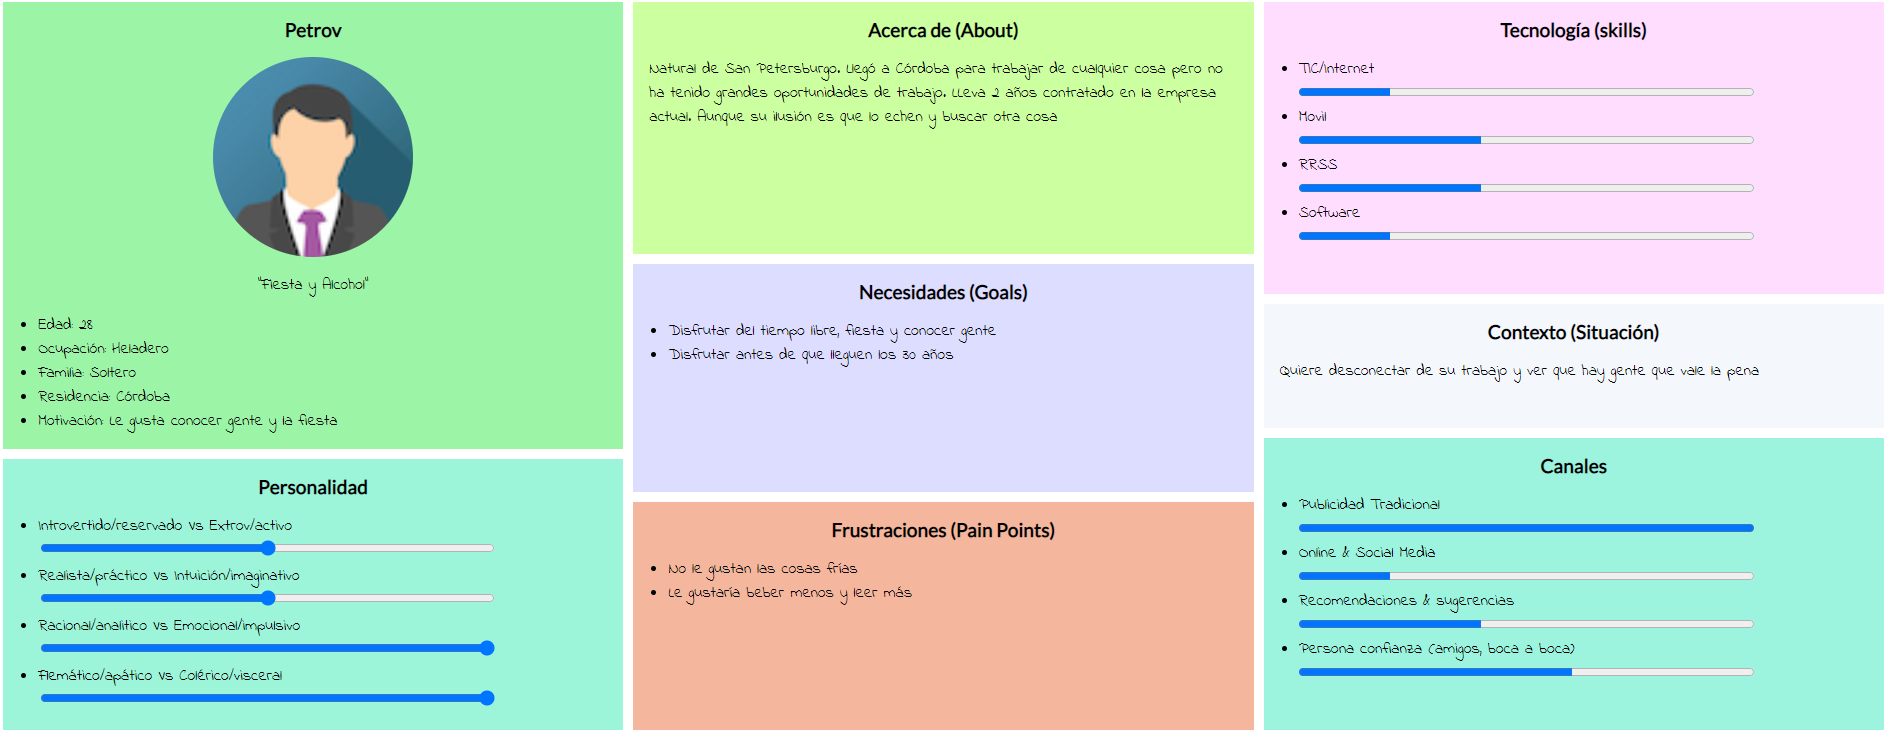 Petrov
"Fiesta y Alcohol"
Edad: 28
Ocupación: Heladero
Familia: Soltero
Residencia: Córdoba
Motivación: Le gusta conocer gente y la fiesta
Personalidad
Introvertido/reservado Vs Extrov/activo
Realista/práctico Vs Intuición/imaginativo
Racional/analitico Vs Emocional/impulsivo
Flemático/apático Vs Colérico/visceral
Acerca de (About)
Natural de San Petersburgo. Llegó a Córdoba para trabajar de cualquier cosa pero no
ha tenido grandes oportunidades de trabajo. Lleva 2 años contratado en la empresa
actual. Aunque su ilusión es que lo echen y buscar otra cosa
Necesidades (Goals)
Disfrutar del tiempo libre, fiesta y conocer gente
Disfrutar antes de que lleguen los 30 años
Frustraciones (Pain Points)
No le gustan las cosas frías
Le gustaría beber menos y leer más
Tecnología (skills)
TIC/Internet
Movil
RRSS
Software
Contexto (Situación)
Quiere desconectar de su trabajo y ver que hay gente que vale la pena
Canales
Publicidad Tradicional
Online & Social Media
Recomendaciones & sugerencias
Persona confianza (amigos, boca a boca)